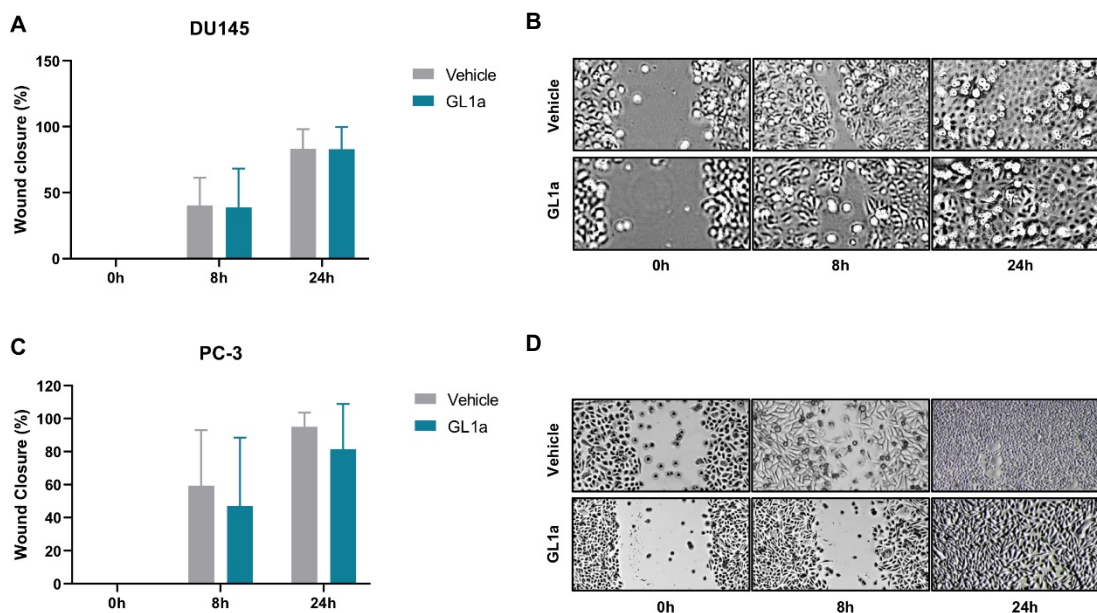 A
DU145
Wound closure (%)
150
100
50
0
0h
8h
24h
Vehicle
GL1a
B
Vehicle
GL1a
0h
8h
24h
C
PC-3
Wound Closure (%)
120
100
80
60
40
20
0
0h
8h
24h
Vehicle
GL1a
D
Vehicle
GL1a
0h
8h
24h